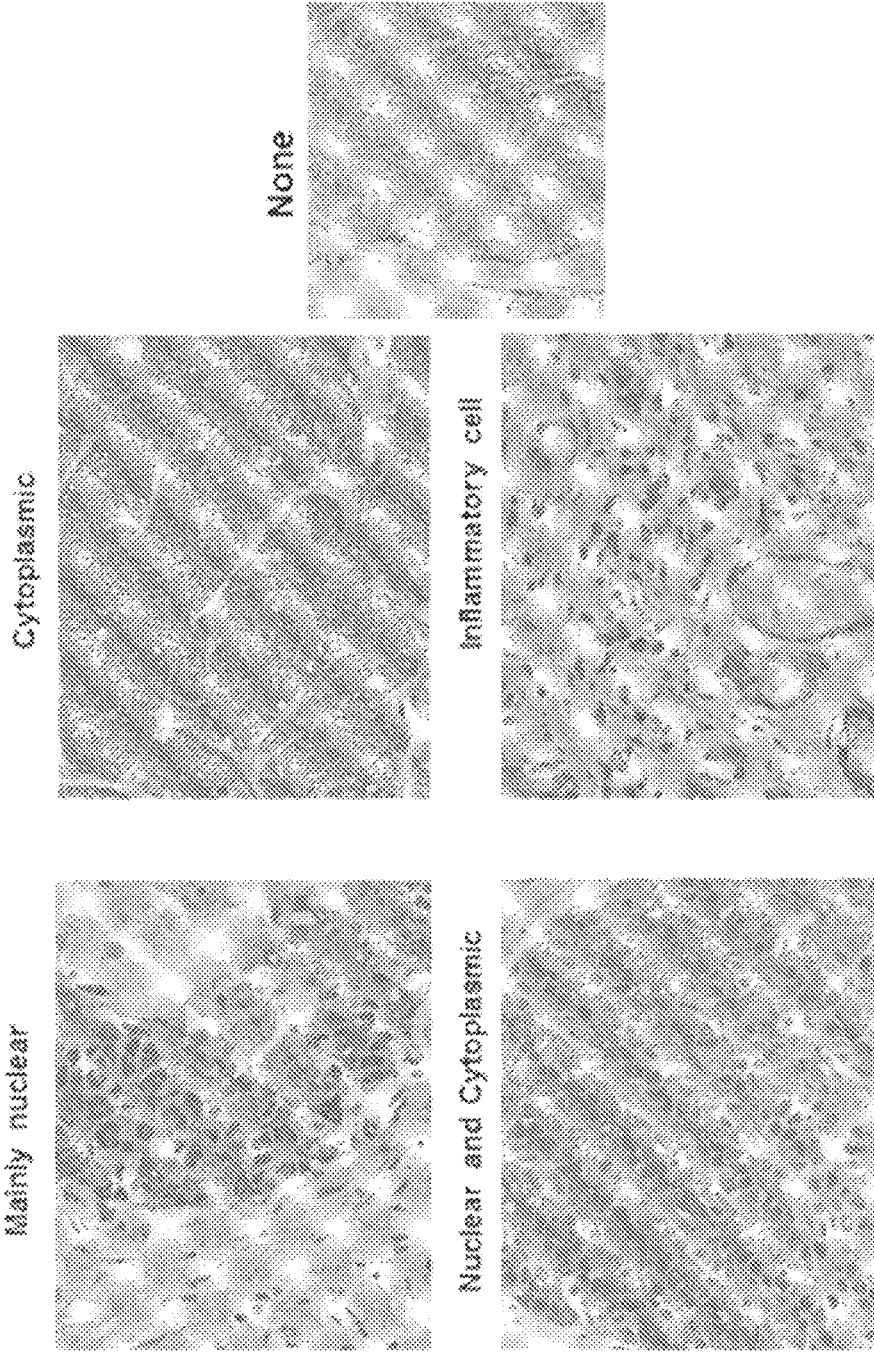 Mainly nuclear
Cytoplasmic
None
Nuclear and Cytoplasmic
Inflammatory cell